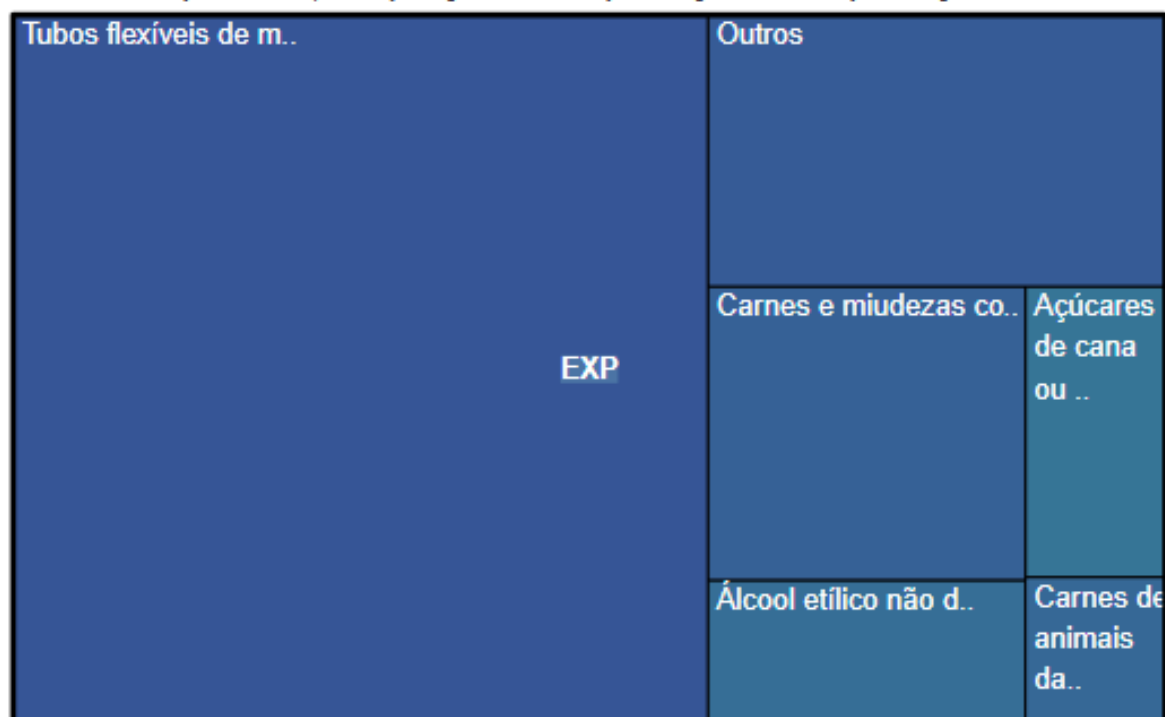 Tubos flexíveis de m..
Outros
EXP
Carnes e miudezas co..
Açúcares
de cana
ou ..
Álcool etílico não d..
Carnes de
animais
da..